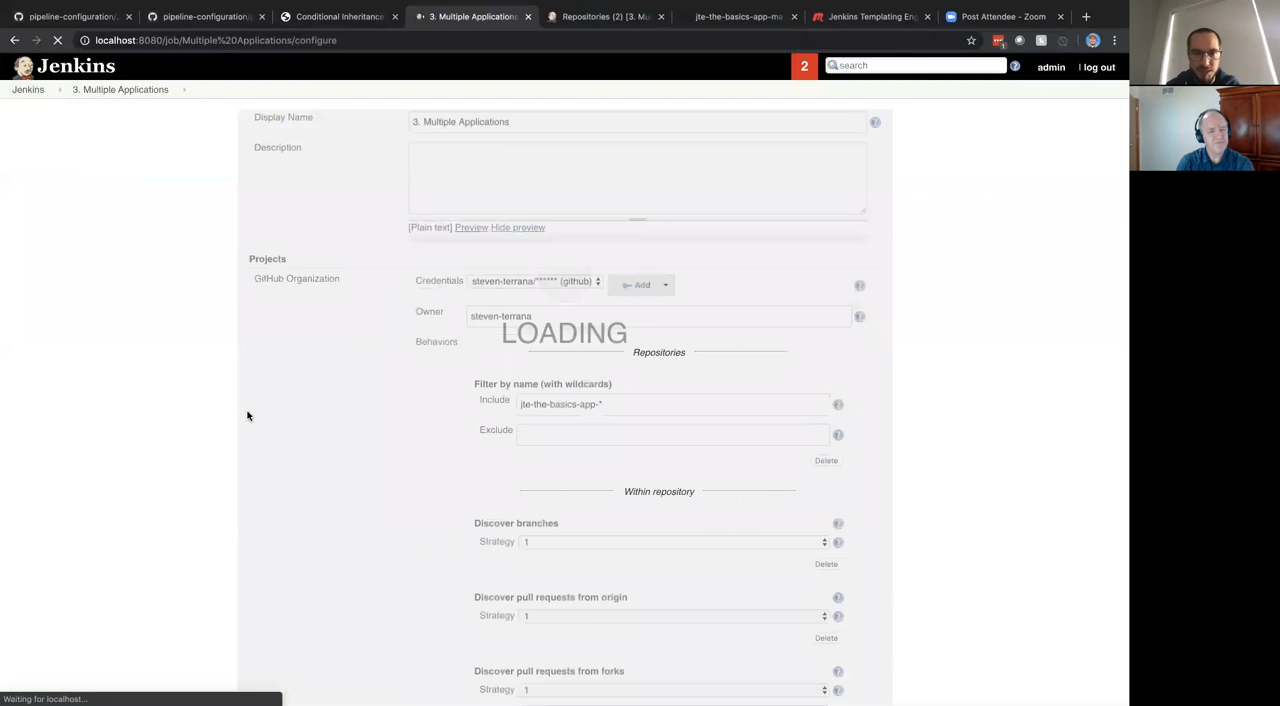 pipeline-configuration/
pipeline-configuration/
Conditional Inheritance
3. Multiple Applications
Repositories (2) [3. Mu
jte-the-basics-app-ma
Jenkins Templating Eng
Post Attendee - Zoom
localhost:8080/job/Multiple%20Applications/configure
Jenkins
2
search
admin
| log out
Jenkins
3. Multiple Applications
Display Name
3. Multiple Applications
Description
[Plain text] Preview Hide preview
Projects
GitHub Organization
Credentials
steven-terrana/****** (github)
Add
Owner
steven-terrana
LOADING
Behaviors
Repositories
Filter by name (with wildcards)
Include
jte-the-basics-app-*
Exclude
Delete
Within repository
Discover branches
Strategy
1
Delete
Discover pull requests from origin
Strategy
1
Delete
Discover pull requests from forks
Strategy
1
Waiting for localhost...